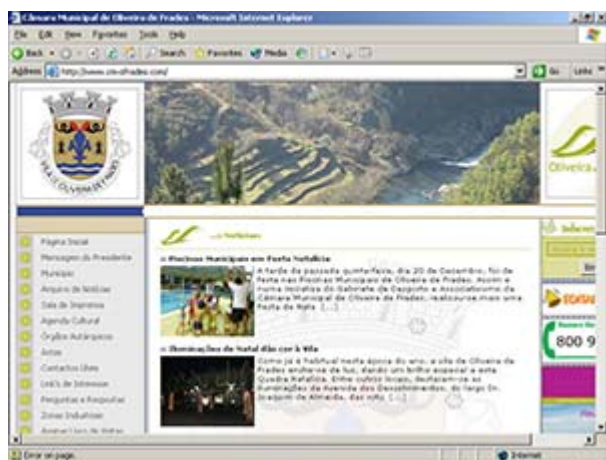 Câmara Municipal de Oliveira de Frades - Microsoft Internet Explorer
File Edit View Favorites Tools Help
Back Search Favorites Media
Address http://www.cm-ofrades.com/ Go Links
VILA DE OLIVEIRA DE FRADES
Oliveira
Notícias
Página Inicial
Mensagem do Presidente
Município
Arquivo de Notícias
Sala de Imprensa
Agenda Cultural
Órgãos Autárquicos
Actas
Contactos Úteis
Link's de Interesse
Perguntas e Respostas
Zonas Industriais
Piscinas Municipais em Festa Natalícia
A tarde da passada quinta-feira, dia 20 de Dezembro, foi de
festa nas Piscinas Municipais de Oliveira de Frades. Assim e
numa iniciativa do Gabinete de Desporto e Associativismo da
Câmara Municipal de Oliveira de Frades, realizou-se mais uma
Festa de Nata [...]
Iluminações de Natal dão cor à Vila
Como já é habitual nesta época do ano, a vila de Oliveira de
Frades encheu-se de luz, dando um brilho especial a esta
Quadra Natalícia. Entre outros locais, destacam-se as
iluminações da Avenida dos Descobrimentos, do largo Dr.
Joaquim de Almeida, das rotu [...]
800 9
Error on page.
Internet